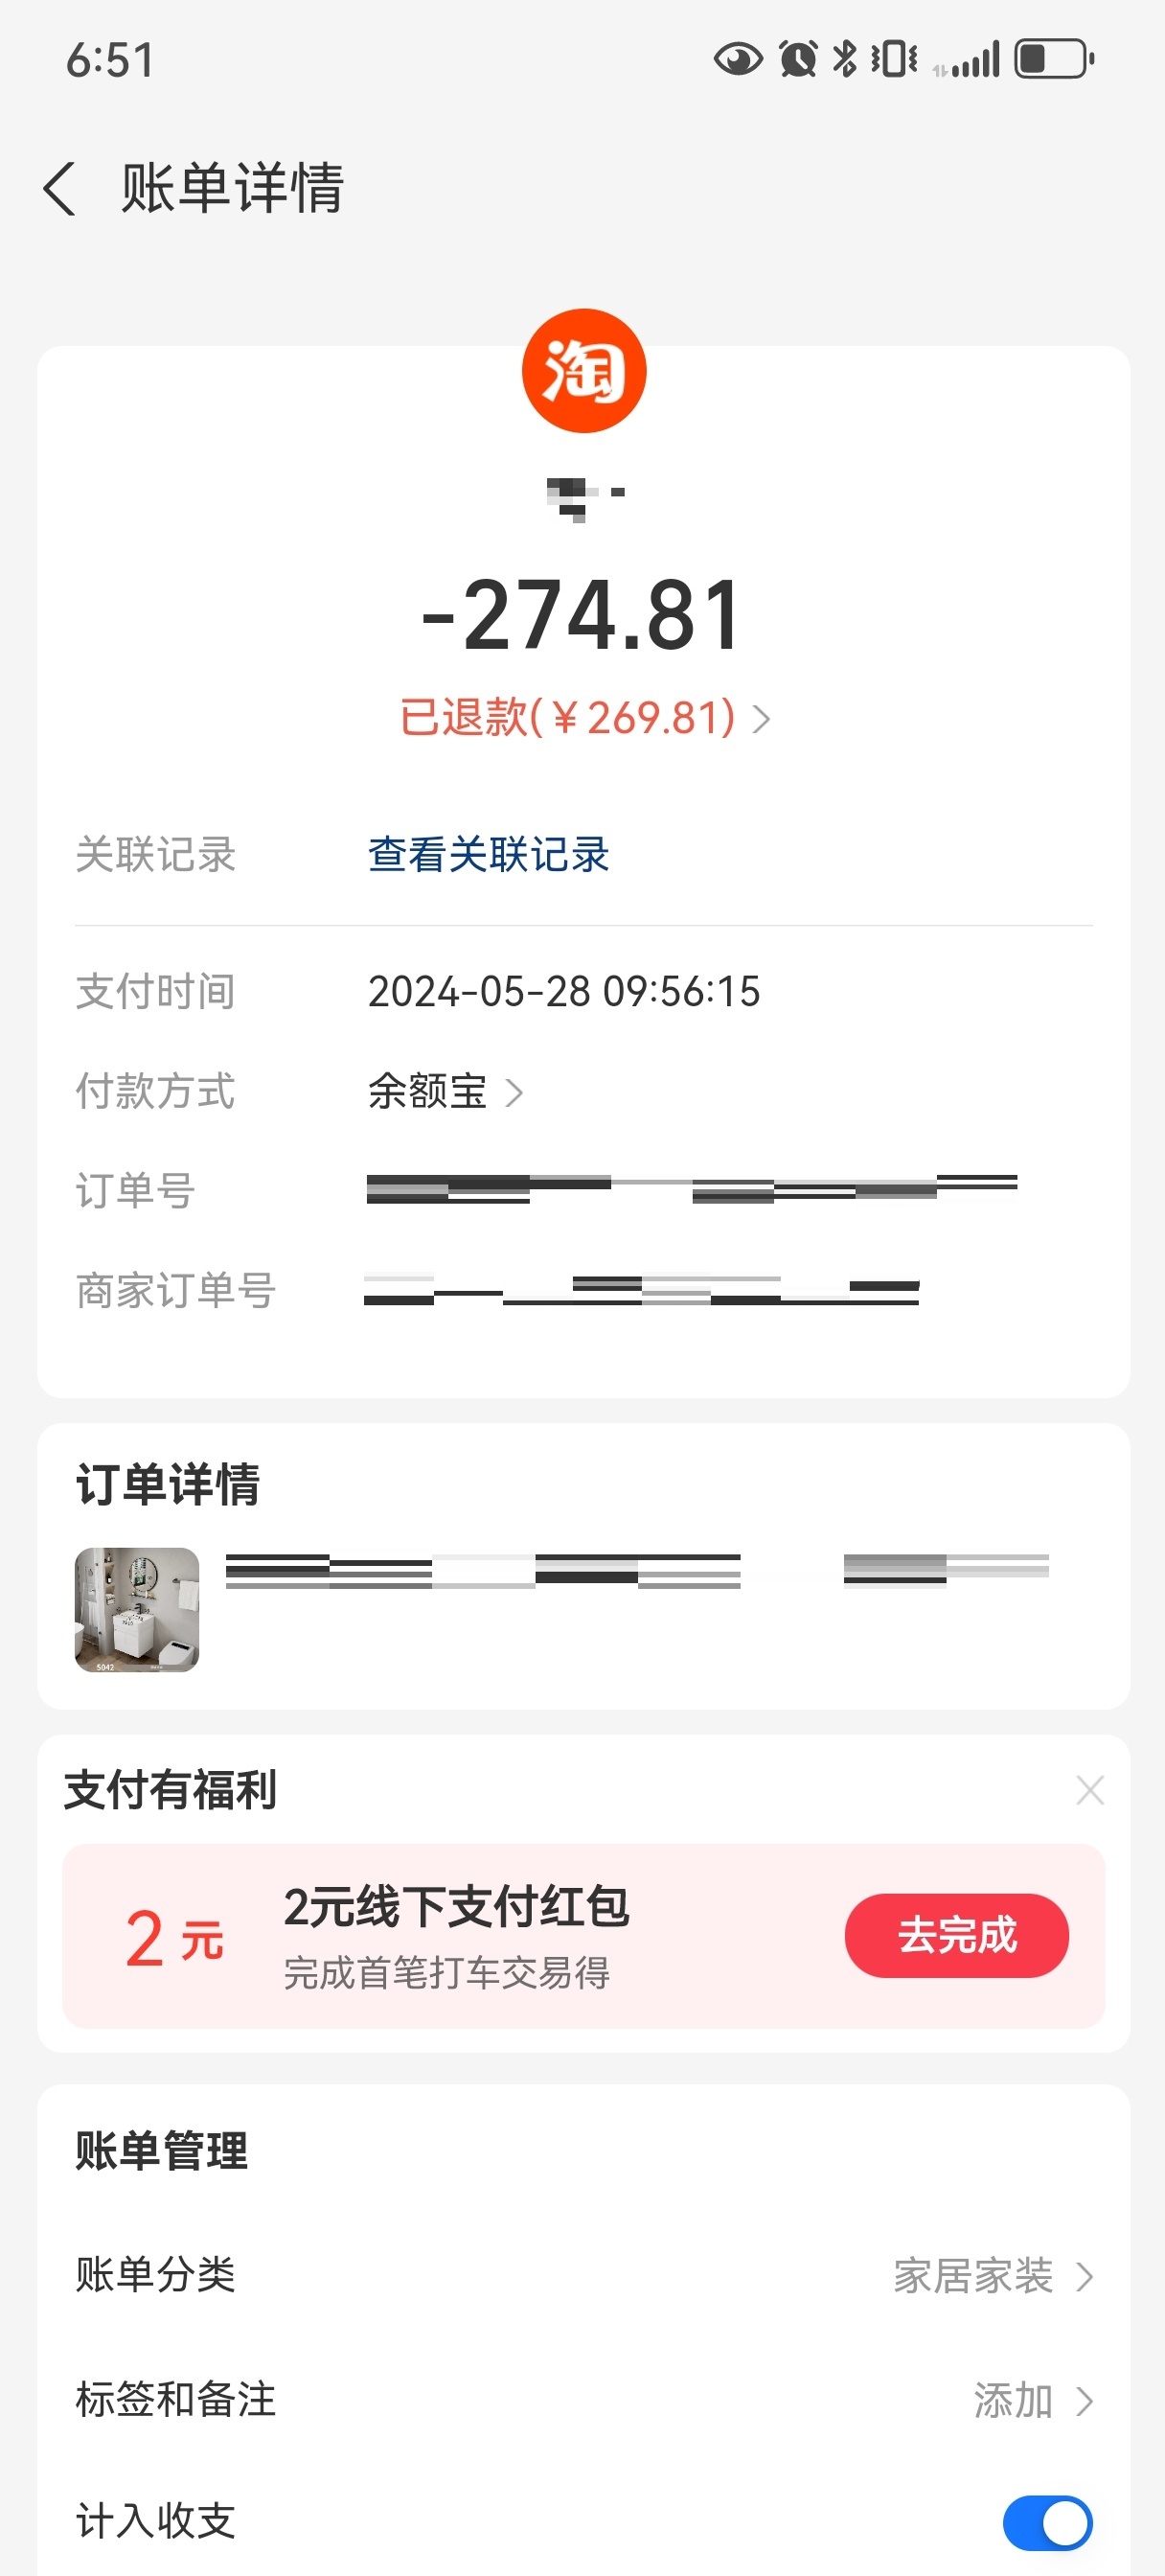 6:51
账单详情
淘
-274.81
已退款(￥269.81)
关联记录 查看关联记录
支付时间 2024-05-28 09:56:15
付款方式 余额宝
订单号
商家订单号
订单详情
5042
支付有福利
2元 2元线下支付红包 去完成
完成首笔打车交易得
账单管理
账单分类 家居家装
标签和备注 添加
计入收支